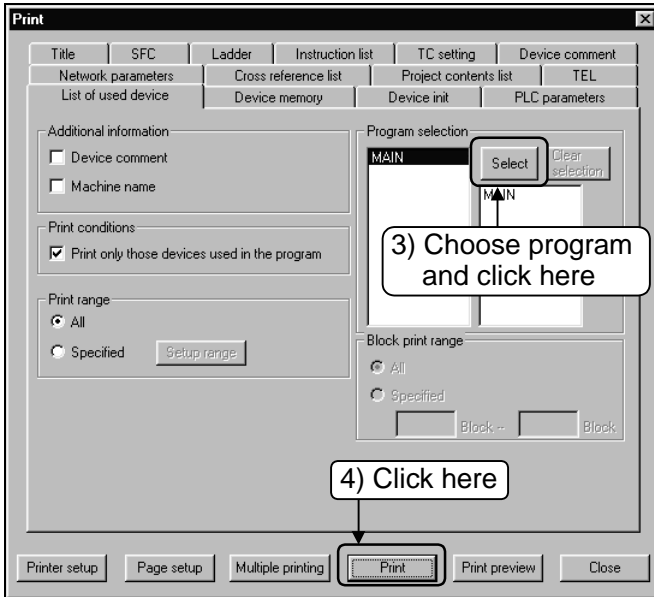 Print
Title SFC Ladder Instruction list TC setting Device comment
Network parameters Cross reference list Project contents list TEL
List of used device Device memory Device init PLC parameters
Additional information
Device comment
Machine name
Print conditions
Print only those devices used in the program
Print range
All
Specified Setup range
Program selection
MAIN
Select
Clear
selection
MAIN
3) Choose program
and click here
Block print range
All
Specified
Block -- Block
4) Click here
Printer setup Page setup Multiple printing Print Print preview Close